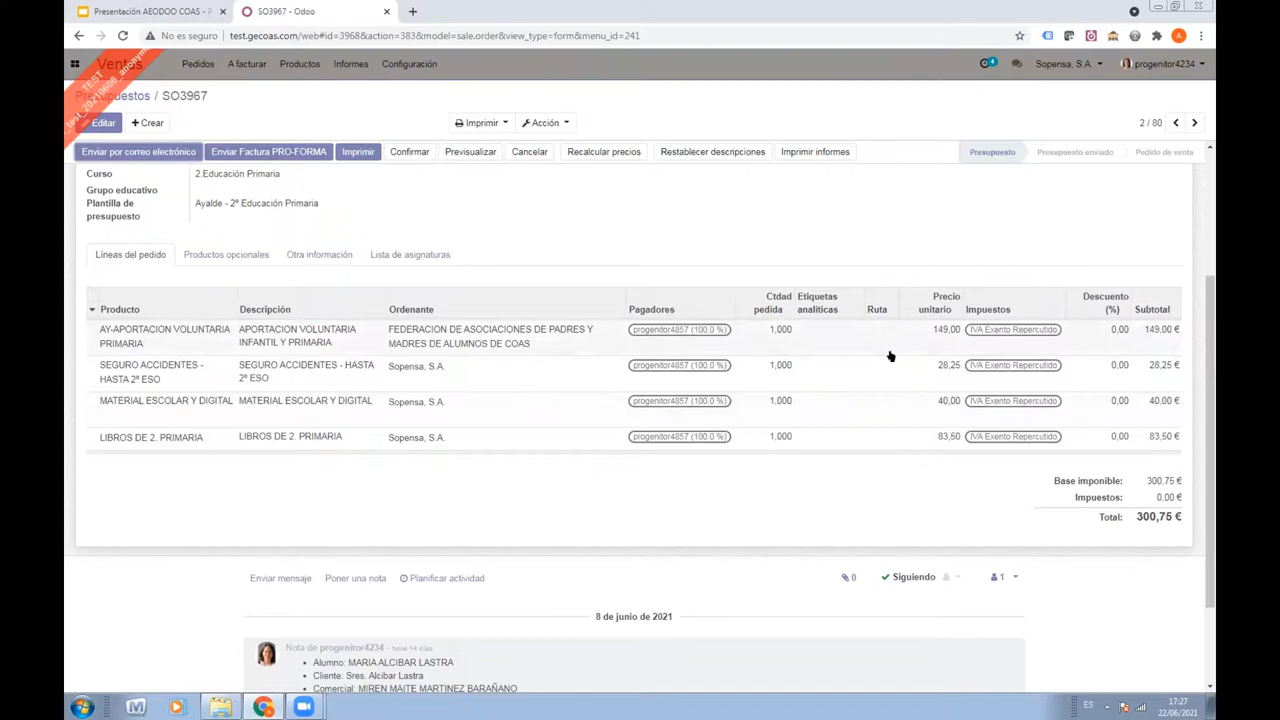 Presentación AEODOO COAS - P
SO3967 - Odoo
No es seguro
test.gecoas.com/web#id=3968&action=383&model=sale.order&view_type=form&menu_id=241
TEST
Ventas
Pedidos
A facturar
Productos
Informes
Configuración
4
Sopensa, S.A.
progenitor4234
Presupuestos / SO3967
Editar
Crear
Imprimir
Acción
2 / 80
Enviar por correo electrónico
Enviar Factura PRO-FORMA
Imprimir
Confirmar
Previsualizar
Cancelar
Recalcular precios
Restablecer descripciones
Imprimir informes
Presupuesto
Presupuesto enviado
Pedido de venta
Curso
2.Educación Primaria
Grupo educativo
Plantilla de
presupuesto
Ayalde - 2º Educación Primaria
Líneas del pedido
Productos opcionales
Otra información
Lista de asignaturas
Producto
Descripción
Ordenante
Pagadores
Ctdad
pedida
Etiquetas
analíticas
Ruta
Precio
unitario
Impuestos
Descuento
(%)
Subtotal
AY-APORTACION VOLUNTARIA
PRIMARIA
APORTACION VOLUNTARIA
INFANTIL Y PRIMARIA
FEDERACION DE ASOCIACIONES DE PADRES Y
MADRES DE ALUMNOS DE COAS
progenitor4857 (100.0 %)
1,000
149,00
IVA Exento Repercutido
0,00
149,00 €
SEGURO ACCIDENTES -
HASTA 2º ESO
SEGURO ACCIDENTES - HASTA
2º ESO
Sopensa, S.A.
progenitor4857 (100.0 %)
1,000
28,25
IVA Exento Repercutido
0,00
28,25 €
MATERIAL ESCOLAR Y DIGITAL
MATERIAL ESCOLAR Y DIGITAL
Sopensa, S.A.
progenitor4857 (100.0 %)
1,000
40,00
IVA Exento Repercutido
0,00
40,00 €
LIBROS DE 2. PRIMARIA
LIBROS DE 2. PRIMARIA
Sopensa, S.A.
progenitor4857 (100.0 %)
1,000
83,50
IVA Exento Repercutido
0,00
83,50 €
Base imponible: 300,75 €
Impuestos: 0,00 €
Total: 300,75 €
Enviar mensaje
Poner una nota
Planificar actividad
0
Siguiendo
1
8 de junio de 2021
Nota de progenitor4234 - hace 14 días
Alumno: MARIA ALCIBAR LASTRA
Cliente: Sres. Alcibar Lastra
Comercial: MIREN MAITE MARTINEZ BARAÑANO
ES
17:27
22/06/2021